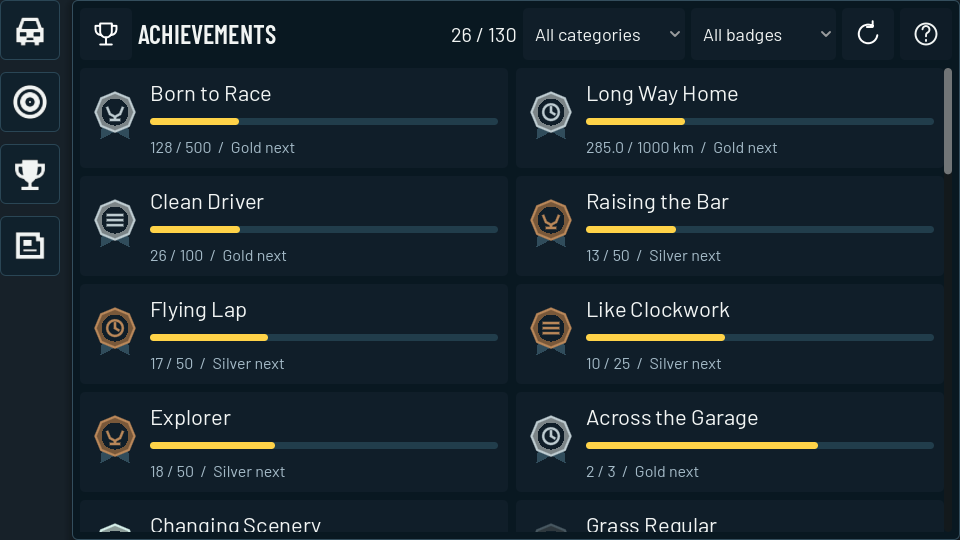 ACHIEVEMENTS
26 / 130
All categories
All badges
Born to Race
128 / 500 / Gold next
Long Way Home
285.0 / 1000 km / Gold next
Clean Driver
26 / 100 / Gold next
Raising the Bar
13 / 50 / Silver next
Flying Lap
17 / 50 / Silver next
Like Clockwork
10 / 25 / Silver next
Explorer
18 / 50 / Silver next
Across the Garage
2 / 3 / Gold next
Changing Scenery
Grass Regular